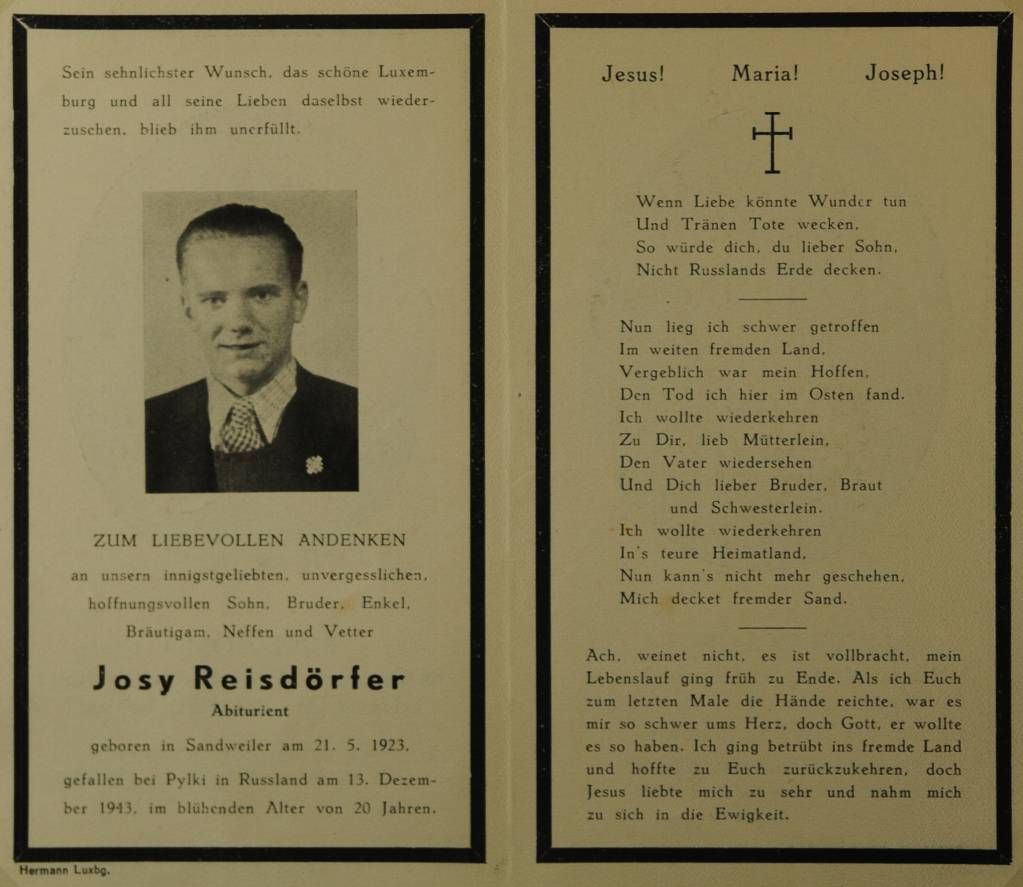 Sein sehnlichster Wunsch, das schöne Luxem-
burg und all seine Lieben daselbst wieder-
zusehen, blieb ihm unerfüllt.
ZUM LIEBEVOLLEN ANDENKEN
an unsern innigstgeliebten, unvergesslichen,
hoffnungsvollen Sohn, Bruder, Enkel,
Bräutigam, Neffen und Vetter
Josy Reisdörfer
Abiturient
geboren in Sandweiler am 21. 5. 1923,
gefallen bei Pylki in Russland am 13. Dezem-
ber 1943, im blühenden Alter von 20 Jahren.
Hermann Luxbg.
Jesus! Maria! Joseph!
Wenn Liebe könnte Wunder tun
Und Tränen Tote wecken,
So würde dich, du lieber Sohn,
Nicht Russlands Erde decken.
Nun lieg ich schwer getroffen
Im weiten fremden Land,
Vergeblich war mein Hoffen,
Den Tod ich hier im Osten fand.
Ich wollte wiederkehren
Zu Dir, lieb Mütterlein,
Den Vater wiedersehen
Und Dich lieber Bruder, Braut
und Schwesterlein.
Ich wollte wiederkehren
In's teure Heimatland,
Nun kann's nicht mehr geschehen,
Mich decket fremder Sand.
Ach, weinet nicht, es ist vollbracht, mein
Lebenslauf ging früh zu Ende. Als ich Euch
zum letzten Male die Hände reichte, war es
mir so schwer ums Herz, doch Gott, er wollte
es so haben. Ich ging betrübt ins fremde Land
und hoffte zu Euch zurückzukehren, doch
Jesus liebte mich zu sehr und nahm mich
zu sich in die Ewigkeit.